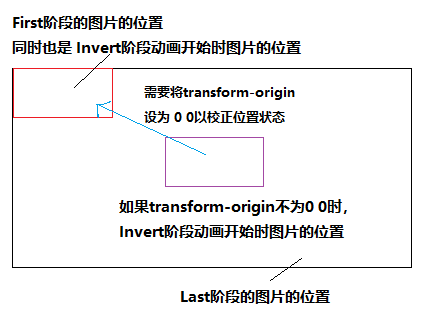 First阶段的图片的位置
同时也是 Invert阶段动画开始时图片的位置
需要将transform-origin
设为 0 0以校正位置状态
如果transform-origin不为0 0时，
Invert阶段动画开始时图片的位置
Last阶段的图片的位置